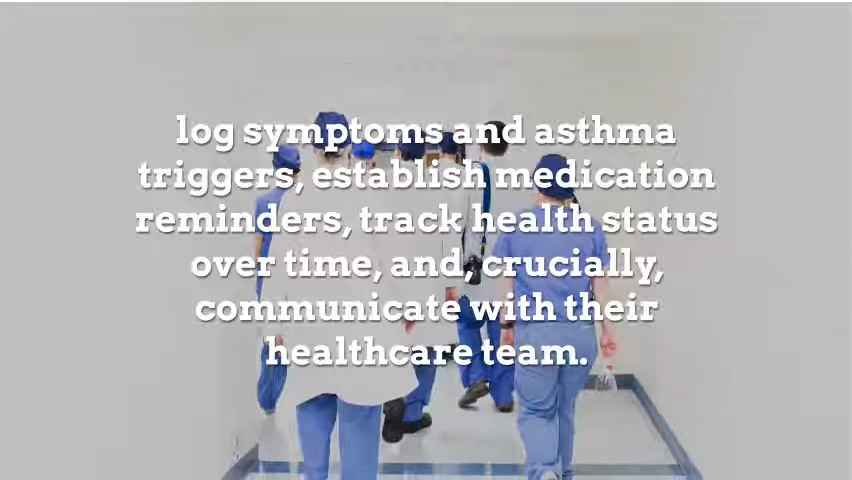 log symptoms and asthma
triggers, establish medication
reminders, track health status
over time, and, crucially,
communicate with their
healthcare team.